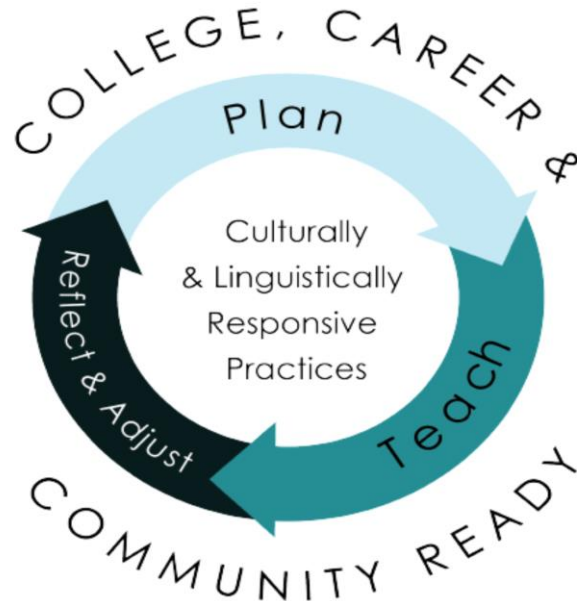 COLLEGE, CAREER &
Plan
Culturally
& Linguistically
Responsive
Practices
Reflect & Adjust
Teach
COMMUNITY READY